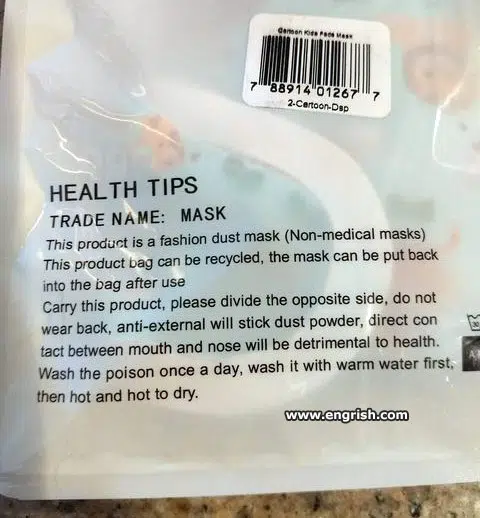 Cartoon Kids Face Mask
7 88914 01267 7
2-Cartoon-Dsp
HEALTH TIPS
TRADE NAME: MASK
This product is a fashion dust mask (Non-medical masks)
This product bag can be recycled, the mask can be put back
into the bag after use
Carry this product, please divide the opposite side, do not
wear back, anti-external will stick dust powder, direct con
tact between mouth and nose will be detrimental to health.
Wash the poison once a day, wash it with warm water first,
then hot and hot to dry.
www.engrish.com